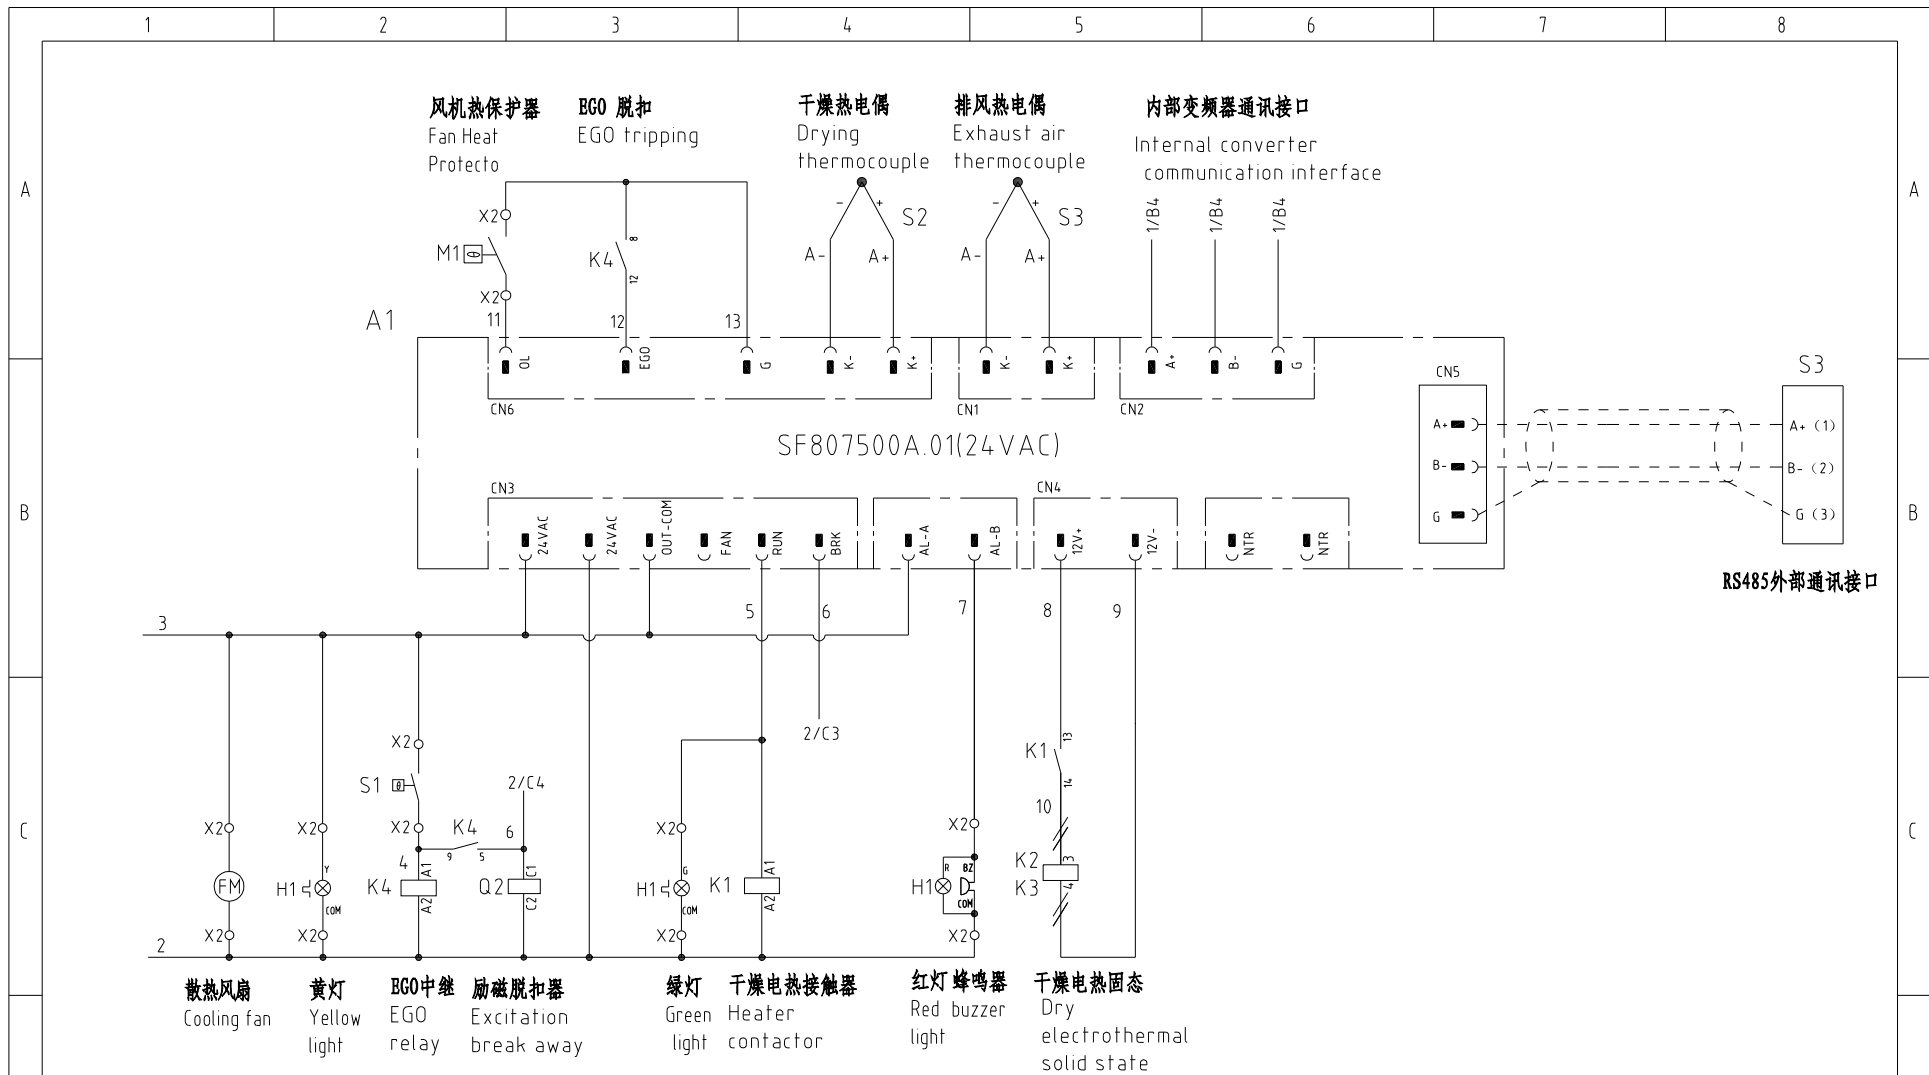 1 2 3 4 5 6 7 8
风机热保护器
Fan Heat
Protecto
EGO 脱扣
EGO tripping
干燥热电偶
Drying
thermocouple
排风热电偶
Exhaust air
thermocouple
内部变频器通讯接口
Internal converter
communication interface
A
A
X2
M1 θ
X2
11
K4
8
12
12
13
- +
S2
A- A+
- +
S3
A- A+
1/B4 1/B4 1/B4
A1
OL EGO G K- K+
CN6
K- K+
CN1
A+ B- G
CN2
SF807500A.01(24VAC)
CN5
A+
B-
G
S3
A+ (1)
B- (2)
G (3)
RS485外部通讯接口
B
B
CN3
24VAC 24VAC OUT-COM FAN RUN BRK
AL-A AL-B
CN4
12V+ 12V-
NTR NTR
3
5 6 7 8 9
2/C3
C
C
X2
FM
X2
X2
H1
Y
COM
X2
X2
S1 θ
X2
4
K4
A1
A2
K4
9 5
2/C4
6
Q2
C1
C2
X2
H1
G
COM
X2
K1
A1
A2
X2
R BZ
H1
COM
X2
K1
13
14
10
K2
K3
3
4
2
散热风扇
Cooling fan
黄灯
Yellow
light
EGO中继
EGO
relay
励磁脱扣器
Excitation
break away
绿灯
Green
light
干燥电热接触器
Heater
contactor
红灯 蜂鸣器
Red buzzer
light
干燥电热固态
Dry
electrothermal
solid state